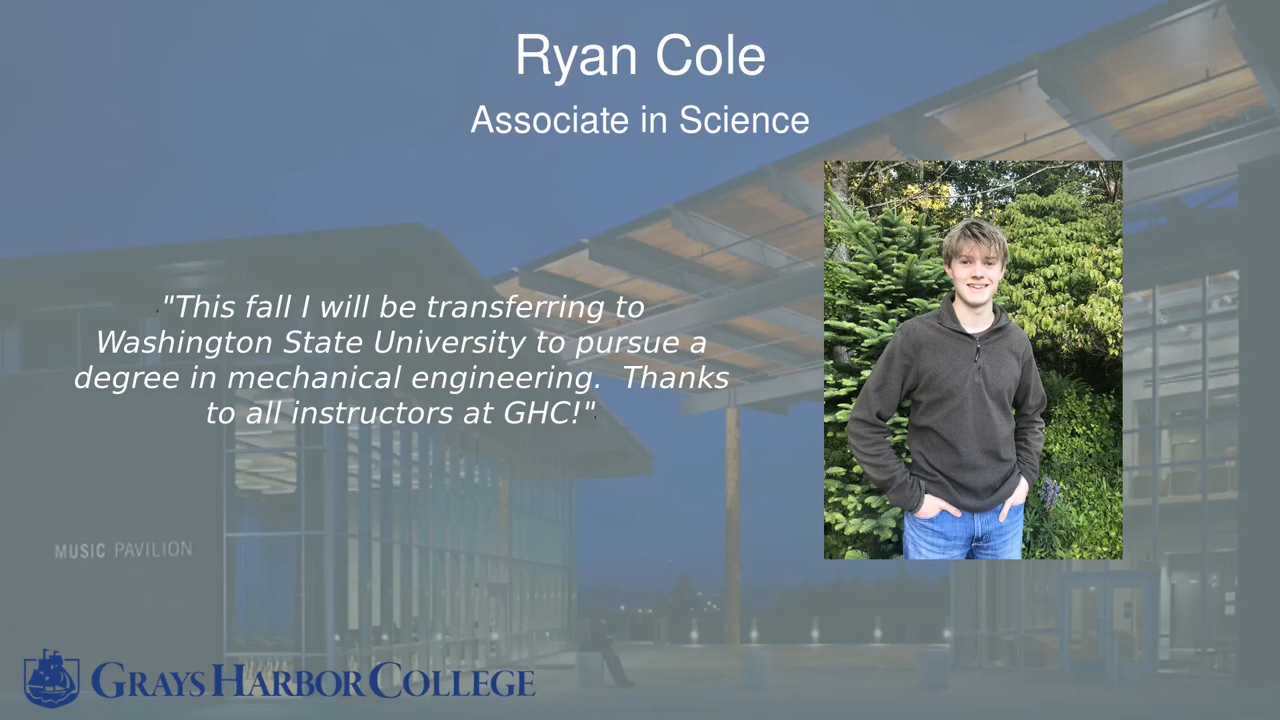 Ryan Cole
Associate in Science
"This fall I will be transferring to
Washington State University to pursue a
degree in mechanical engineering.  Thanks
to all instructors at GHC!"
MUSIC PAVILION
GRAYS HARBOR COLLEGE